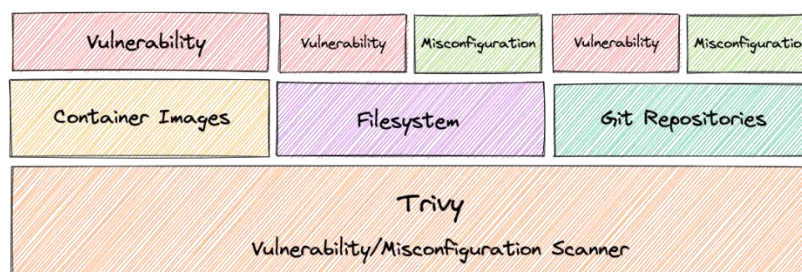 Vulnerability
Vulnerability
Misconfiguration
Vulnerability
Misconfiguratio
Container Images
Filesystem
Git Repositories
Trivy
Vulnerability/Misconfiguration Scanner